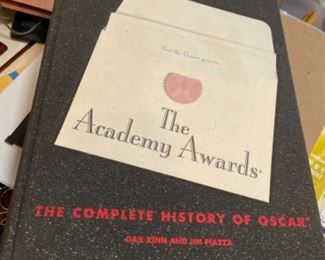 And the Oscar goes to...
The
Academy Awards®
THE COMPLETE HISTORY OF OSCAR®
GAIL KINN AND JIM PIAZZA